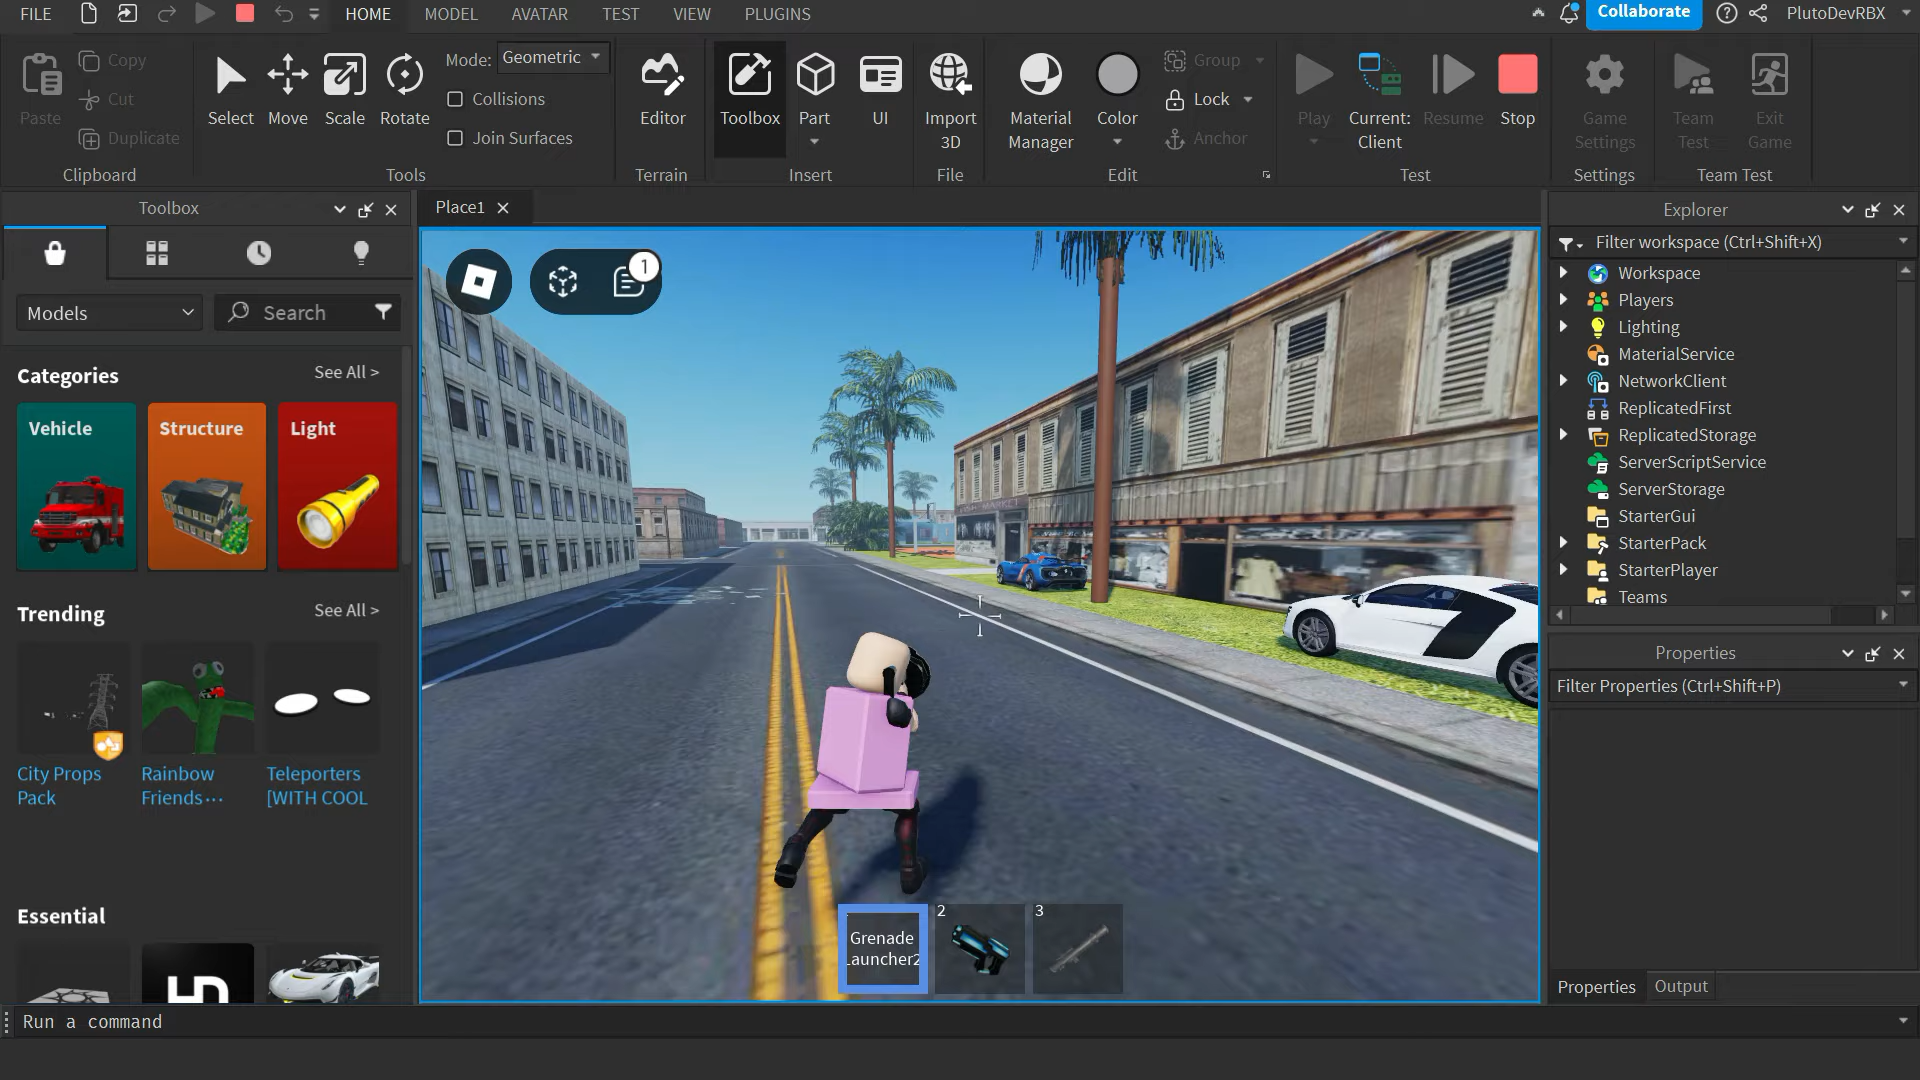 FILE
HOME
MODEL
AVATAR
TEST
VIEW
PLUGINS
Collaborate
PlutoDevRBX
Paste
Copy
Cut
Duplicate
Clipboard
Select
Move
Scale
Rotate
Mode:
Geometric
Collisions
Join Surfaces
Tools
Editor
Terrain
Toolbox
Part
UI
Insert
Import
3D
File
Material
Manager
Color
Group
Lock
Anchor
Edit
Play
Current:
Client
Resume
Stop
Test
Game
Settings
Settings
Team
Test
Exit
Game
Team Test
Toolbox
Models
Search
Categories
See All >
Vehicle
Structure
Light
Trending
See All >
City Props
Pack
Rainbow
Friends···
Teleporters
[WITH COOL
Essential
HD
Place1
1
2
3
Grenade
Launcher2
Explorer
Filter workspace (Ctrl+Shift+X)
Workspace
Players
Lighting
MaterialService
NetworkClient
ReplicatedFirst
ReplicatedStorage
ServerScriptService
ServerStorage
StarterGui
StarterPack
StarterPlayer
Teams
Properties
Filter Properties (Ctrl+Shift+P)
Properties
Output
Run a command